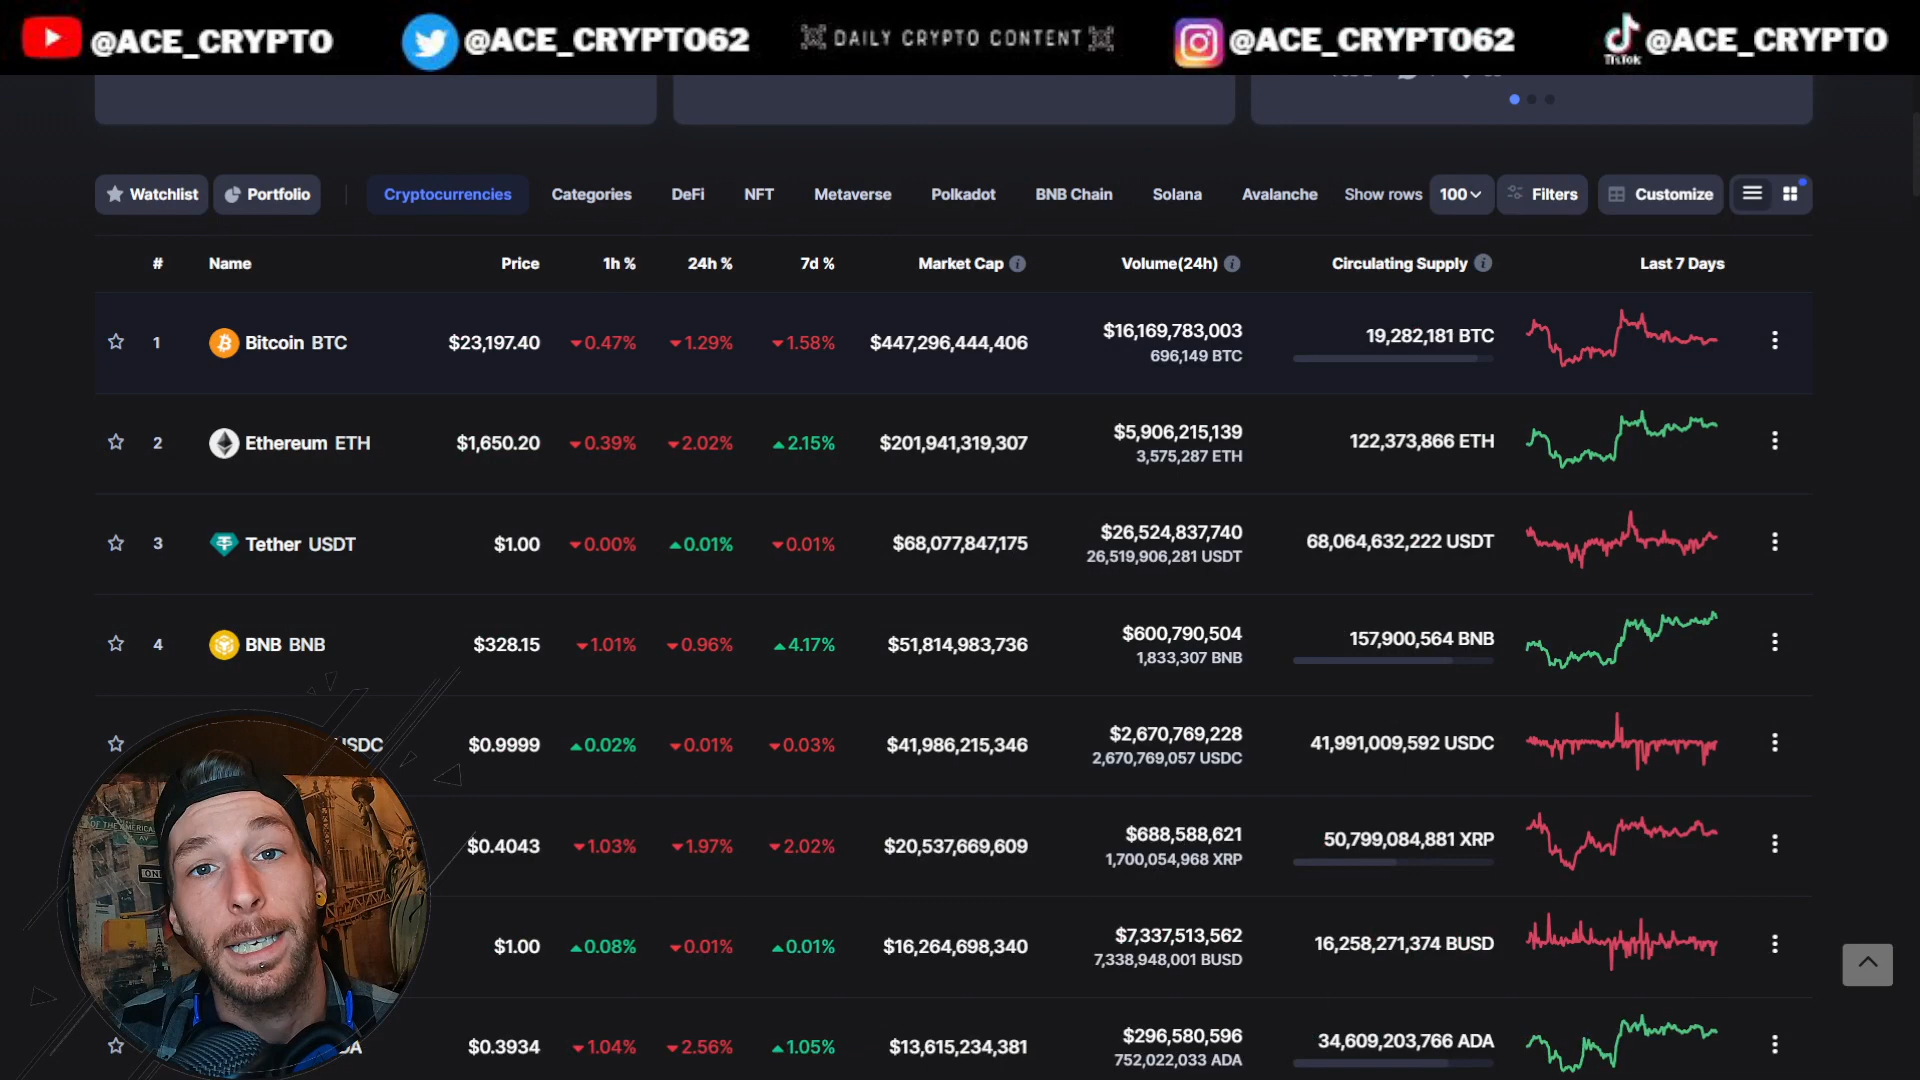 @ACE_CRYPTO
@ACE_CRYPTO62
DAILY CRYPTO CONTENT
@ACE_CRYPTO62
TikTok
@ACE_CRYPTO
Watchlist Portfolio Cryptocurrencies Categories DeFi NFT Metaverse Polkadot BNB Chain Solana Avalanche Show rows 100 Filters Customize
# Name Price 1h % 24h % 7d % Market Cap Volume(24h) Circulating Supply Last 7 Days
1 Bitcoin BTC $23,197.40 0.47% 1.29% 1.58% $447,296,444,406 $16,169,783,003 19,282,181 BTC
696,149 BTC
2 Ethereum ETH $1,650.20 0.39% 2.02% 2.15% $201,941,319,307 $5,906,215,139 122,373,866 ETH
3,575,287 ETH
3 Tether USDT $1.00 0.00% 0.01% 0.01% $68,077,847,175 $26,524,837,740 68,064,632,222 USDT
26,519,906,281 USDT
4 BNB BNB $328.15 1.01% 0.96% 4.17% $51,814,983,736 $600,790,504 157,900,564 BNB
1,833,307 BNB
USDC $0.9999 0.02% 0.01% 0.03% $41,986,215,346 $2,670,769,228 41,991,009,592 USDC
2,670,769,057 USDC
$0.4043 1.03% 1.97% 2.02% $20,537,669,609 $688,588,621 50,799,084,881 XRP
1,700,054,968 XRP
$1.00 0.08% 0.01% 0.01% $16,264,698,340 $7,337,513,562 16,258,271,374 BUSD
7,338,948,001 BUSD
DA $0.3934 1.04% 2.56% 1.05% $13,615,234,381 $296,580,596 34,609,203,766 ADA
752,022,033 ADA
OF THE AMERICA
AV
ON